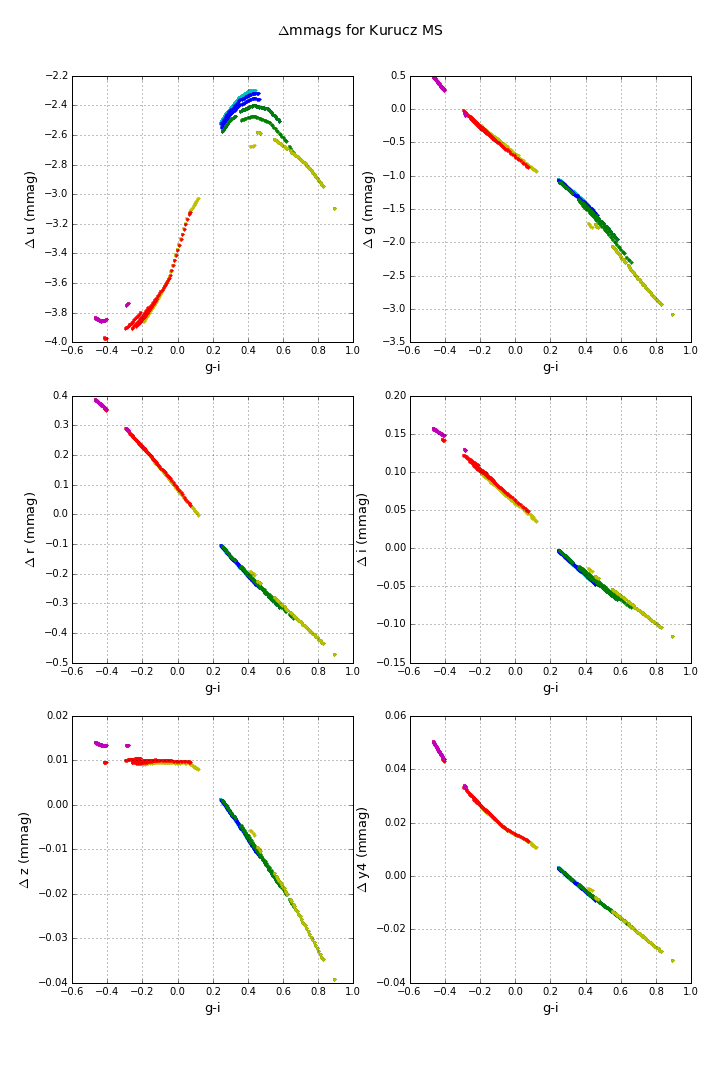 Δmmags for Kurucz MS
−2.2
−2.4
−2.6
−2.8
−3.0
−3.2
−3.4
−3.6
−3.8
−4.0
Δ u (mmag)
−0.6 −0.4 −0.2 0.0 0.2 0.4 0.6 0.8 1.0
g-i
0.5
0.0
−0.5
−1.0
−1.5
−2.0
−2.5
−3.0
−3.5
Δ g (mmag)
−0.6 −0.4 −0.2 0.0 0.2 0.4 0.6 0.8 1.0
g-i
0.4
0.3
0.2
0.1
0.0
−0.1
−0.2
−0.3
−0.4
−0.5
Δ r (mmag)
−0.6 −0.4 −0.2 0.0 0.2 0.4 0.6 0.8 1.0
g-i
0.20
0.15
0.10
0.05
0.00
−0.05
−0.10
−0.15
Δ i (mmag)
−0.6 −0.4 −0.2 0.0 0.2 0.4 0.6 0.8 1.0
g-i
0.02
0.01
0.00
−0.01
−0.02
−0.03
−0.04
Δ z (mmag)
−0.6 −0.4 −0.2 0.0 0.2 0.4 0.6 0.8 1.0
g-i
0.06
0.04
0.02
0.00
−0.02
−0.04
Δ y4 (mmag)
−0.6 −0.4 −0.2 0.0 0.2 0.4 0.6 0.8 1.0
g-i